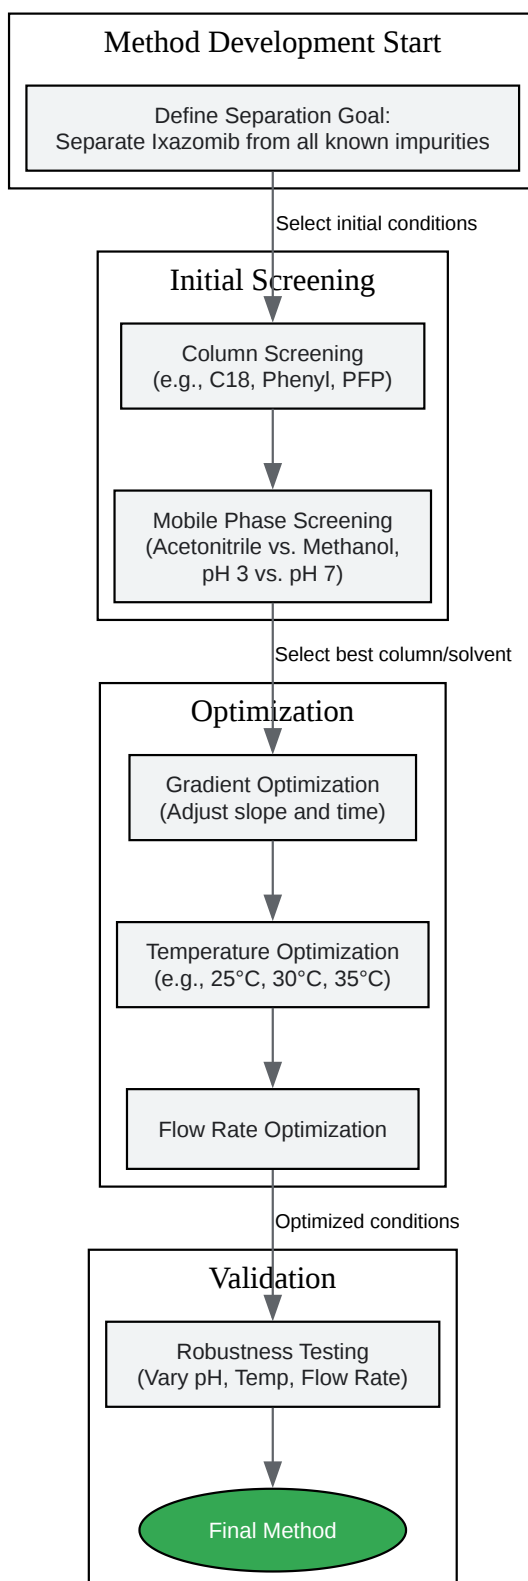 Method Development Start
Define Separation Goal:
Separate Ixazomib from all known impurities
Select initial conditions
Initial Screening
Column Screening
(e.g., C18, Phenyl, PFP)
Mobile Phase Screening
(Acetonitrile vs. Methanol,
pH 3 vs. pH 7)
Select best column/solvent
Optimization
Gradient Optimization
(Adjust slope and time)
Temperature Optimization
(e.g., 25°C, 30°C, 35°C)
Flow Rate Optimization
Optimized conditions
Validation
Robustness Testing
(Vary pH, Temp, Flow Rate)
Final Method